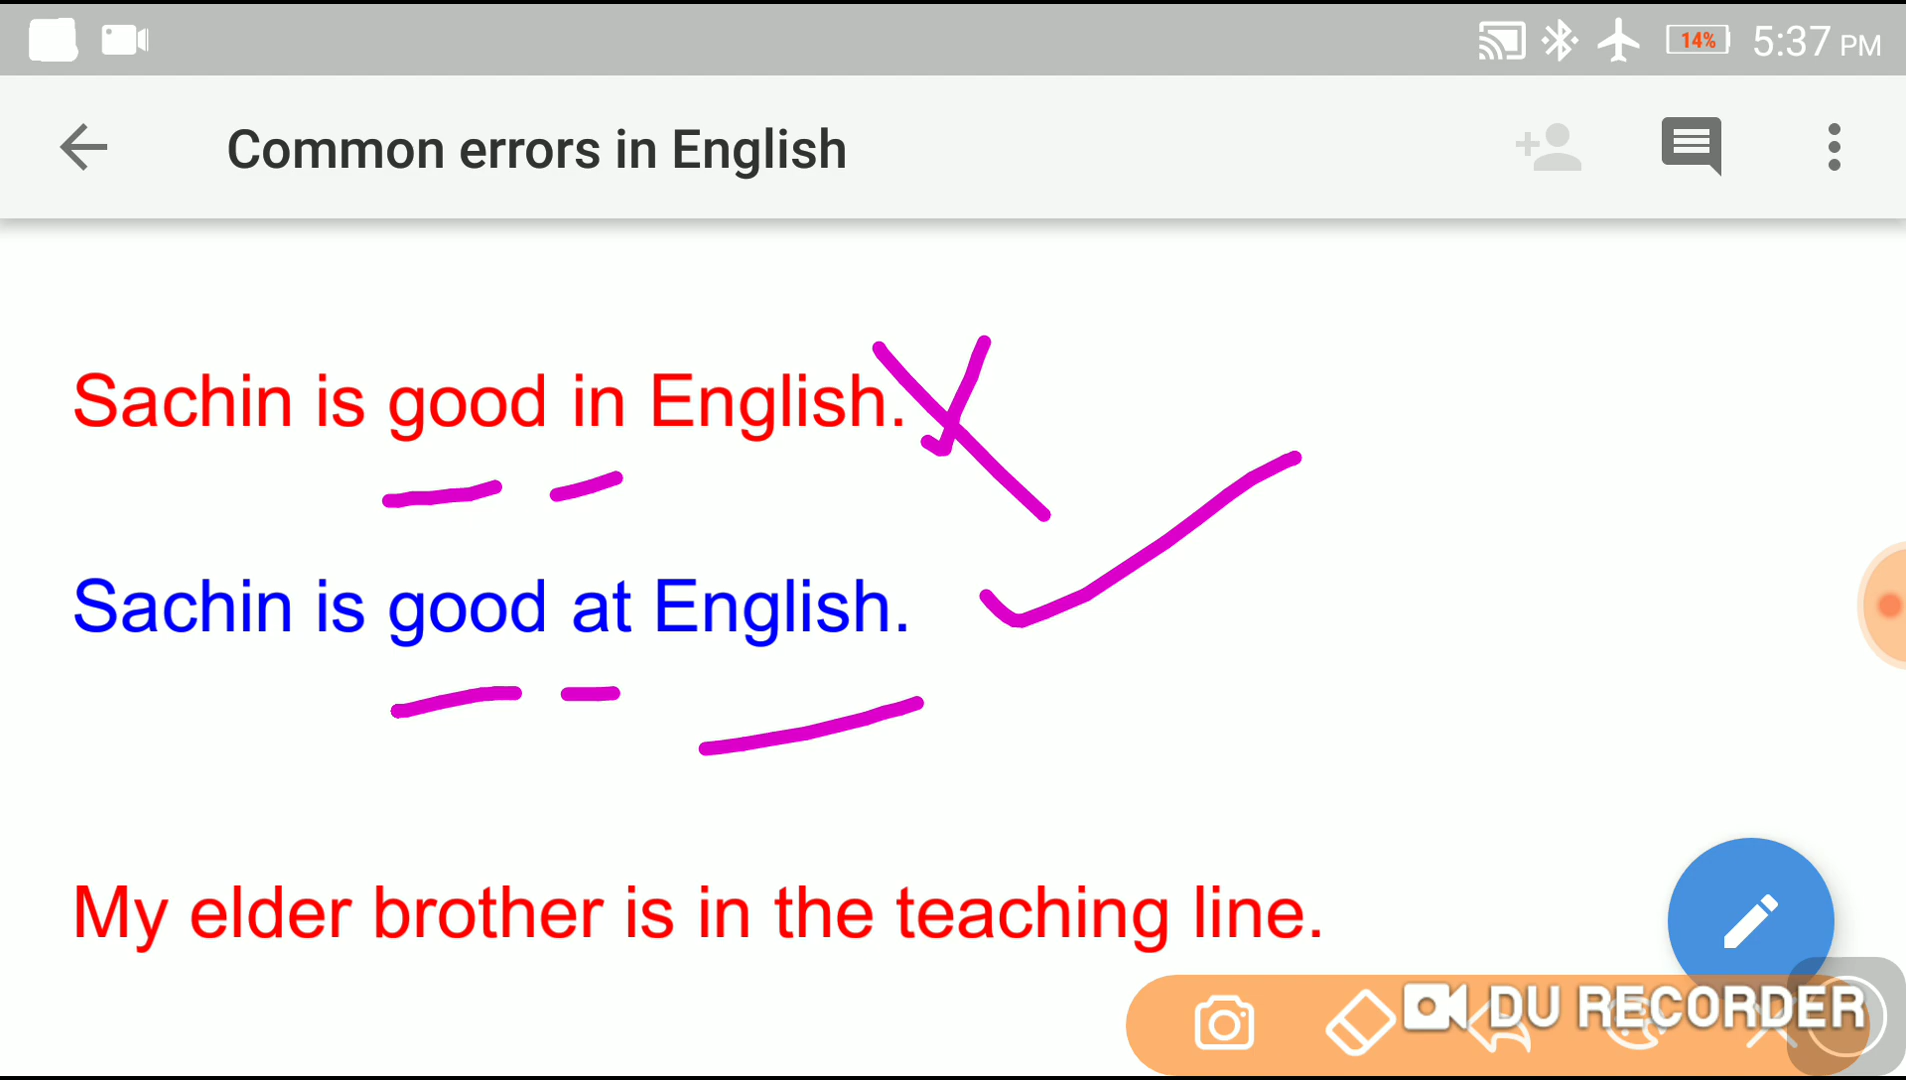 14% 5:37 PM
Common errors in English
Sachin is good in English.
Sachin is good at English.
My elder brother is in the teaching line.
DU RECORDER